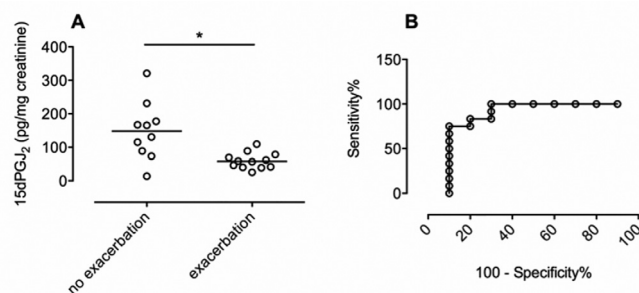 A
*
15dPGJ₂ (pg/mg creatinine)
400
300
200
100
0
no exacerbation
exacerbation
B
Sensitivity%
150
100
50
0
0
20
40
60
80
100
100 - Specificity%